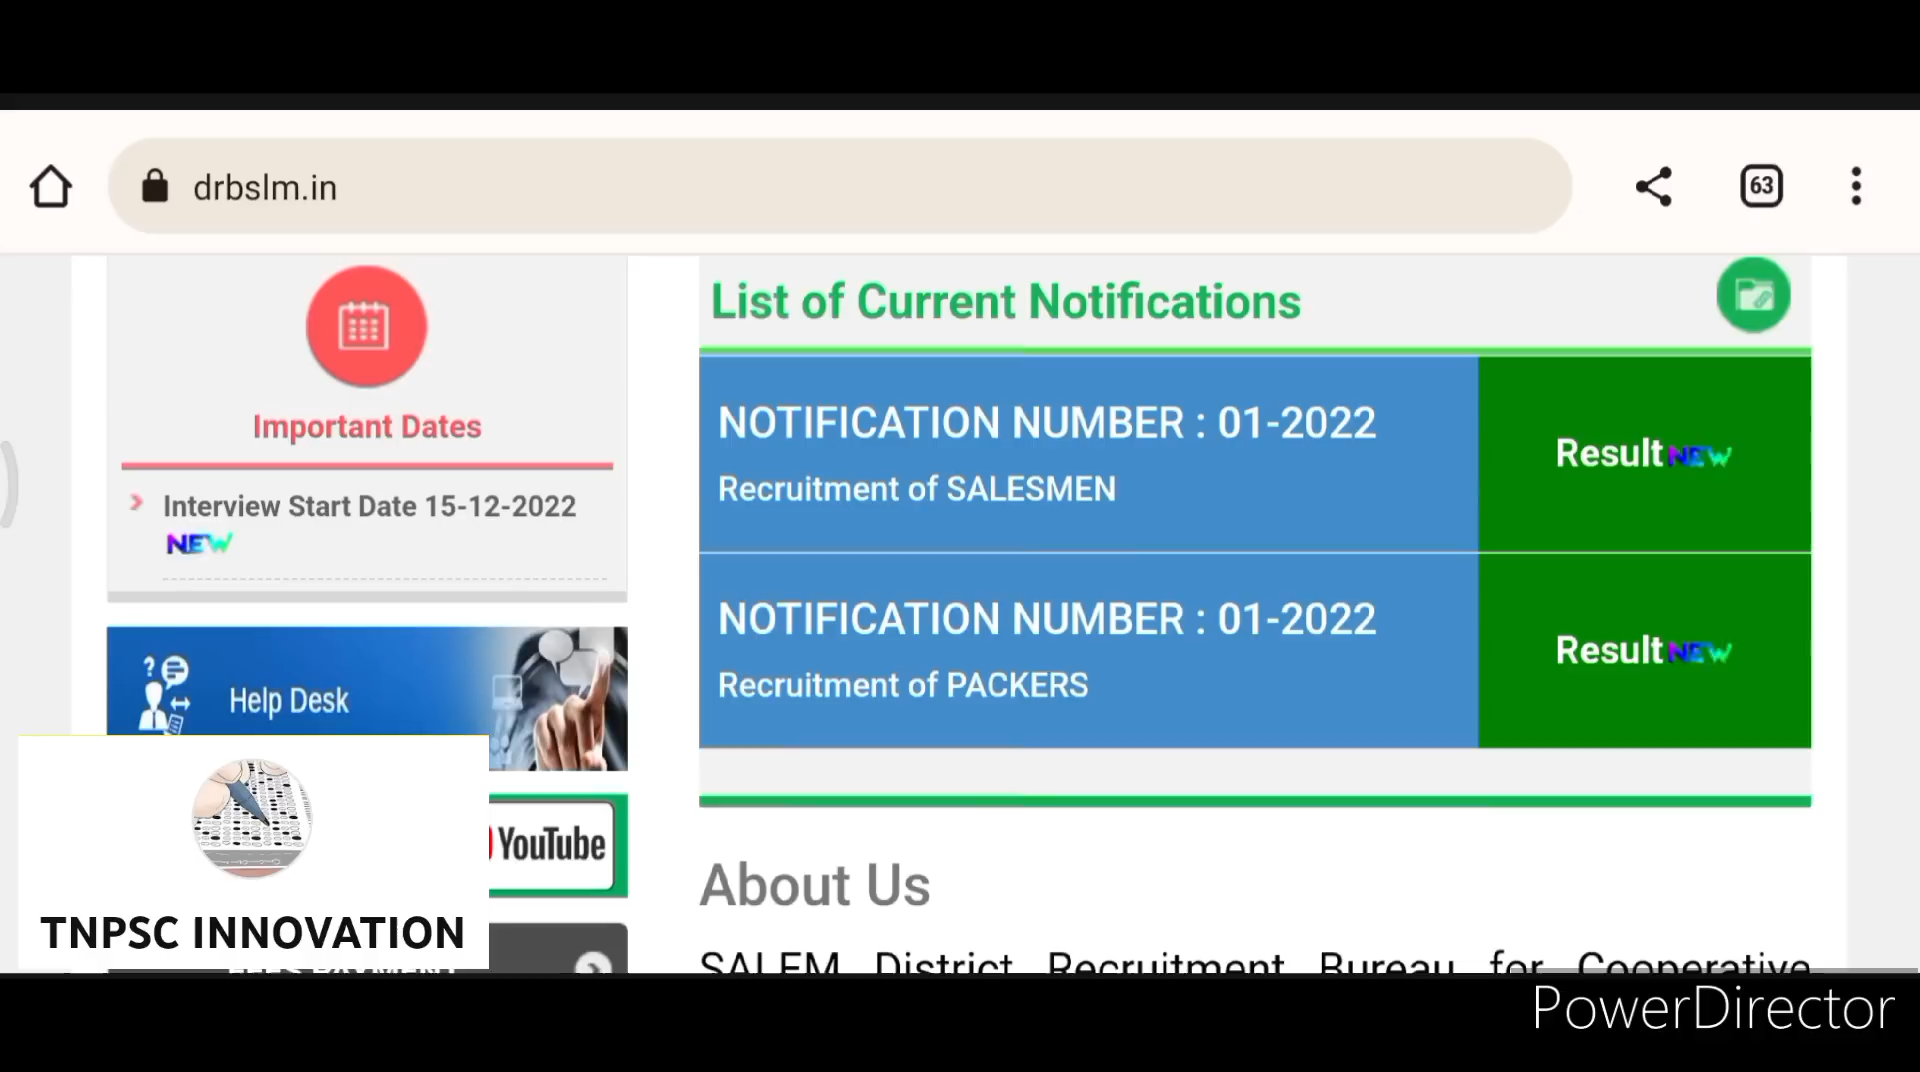 drbslm.in
63
Important Dates
Interview Start Date 15-12-2022
NEW
Help Desk
YouTube
TNPSC INNOVATION
List of Current Notifications
NOTIFICATION NUMBER : 01-2022
Recruitment of SALESMEN
Result NEW
NOTIFICATION NUMBER : 01-2022
Recruitment of PACKERS
Result NEW
About Us
SALEM District Recruitment Bureau for Cooperative
PowerDirector